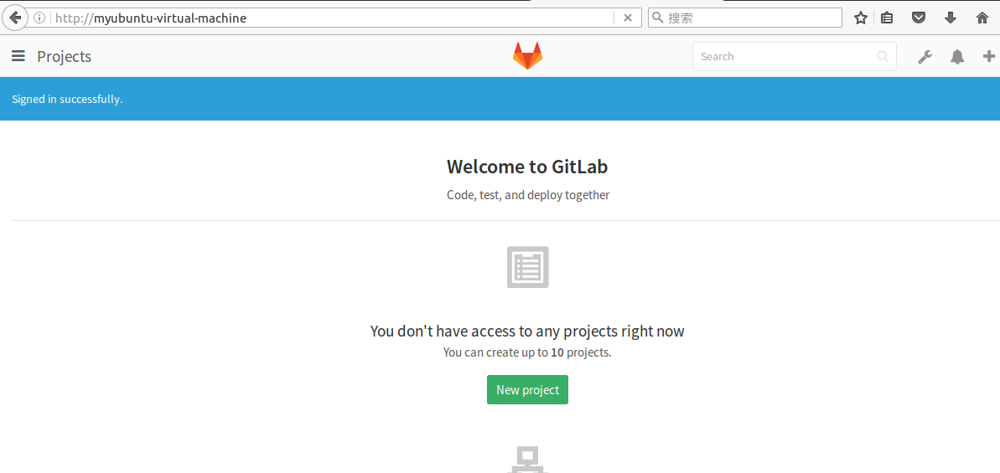 http://myubuntu-virtual-machine
搜索
Projects
Search
Signed in successfully.
Welcome to GitLab
Code, test, and deploy together
You don't have access to any projects right now
You can create up to 10 projects.
New project